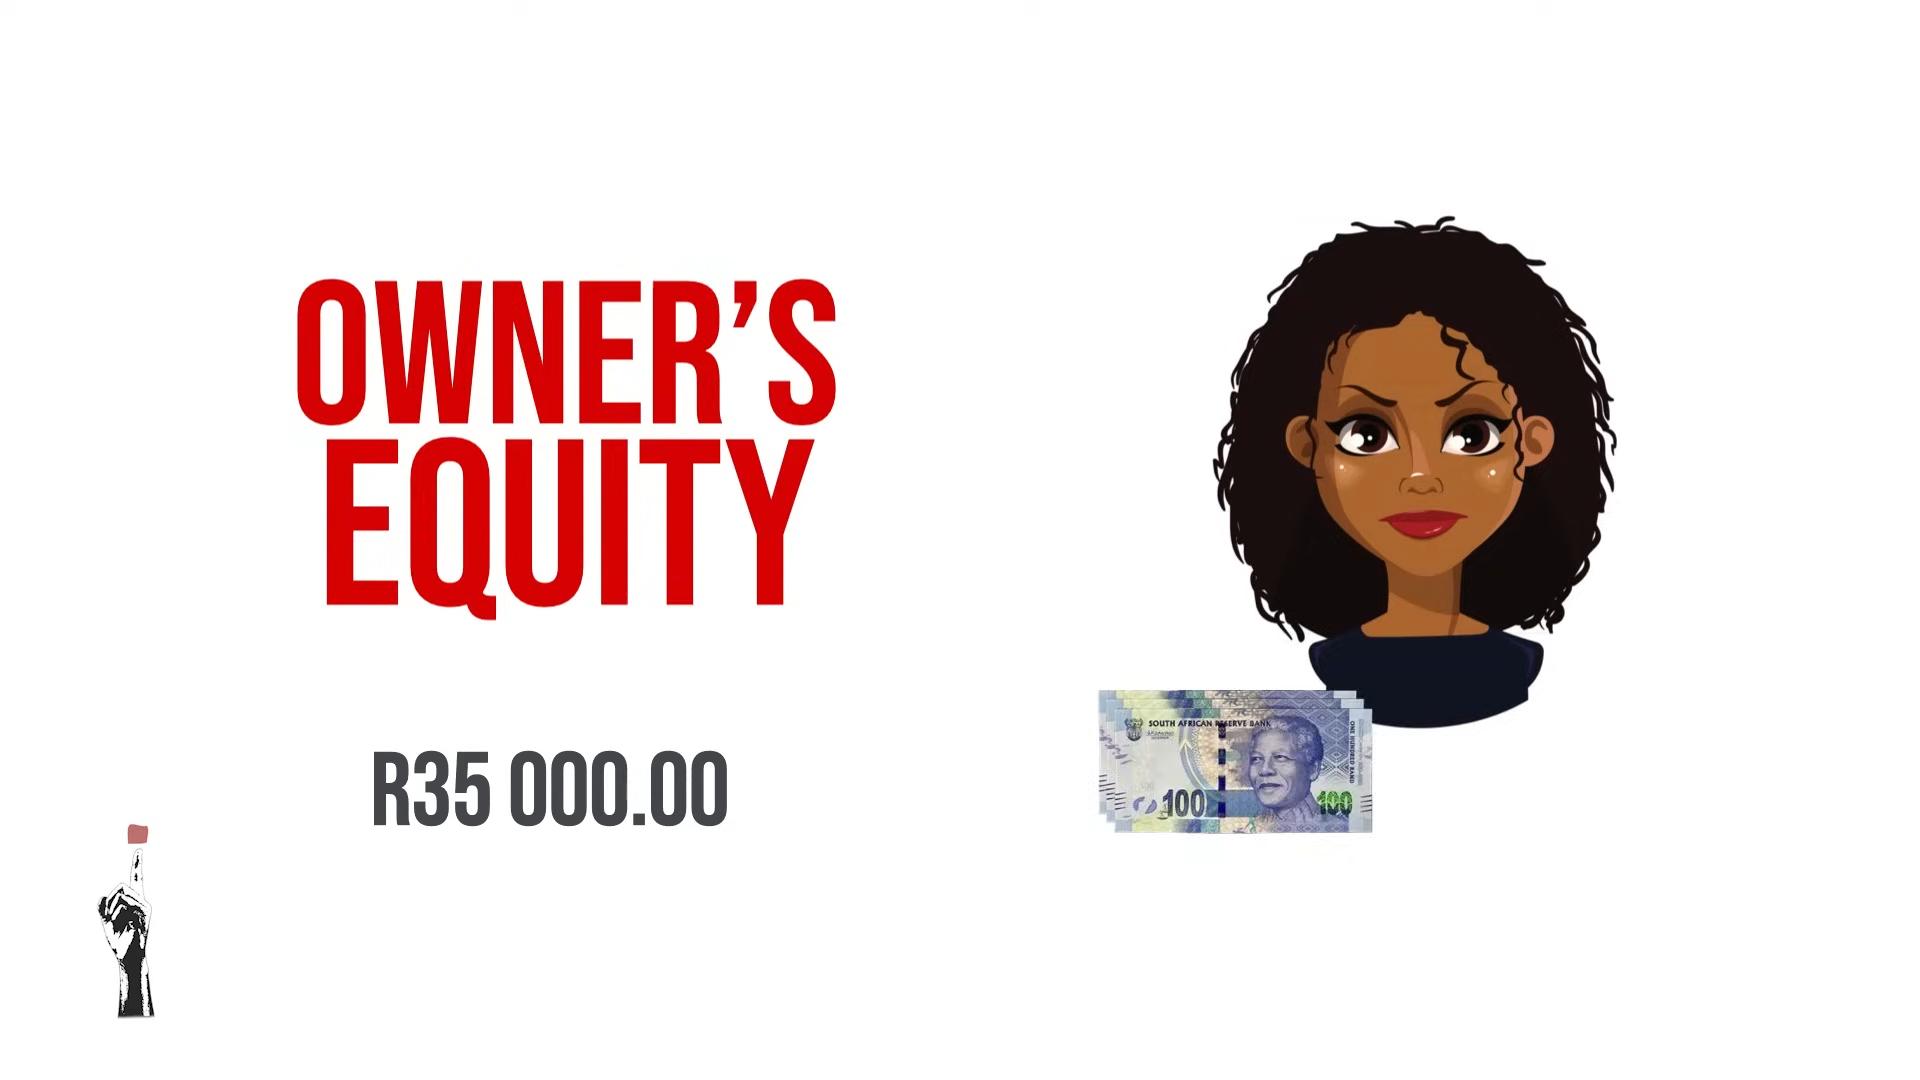 OWNER'S
EQUITY
R35 000.00
SOUTH AFRICAN RESERVE BANK
ONE HUNDRED RAND
100
100